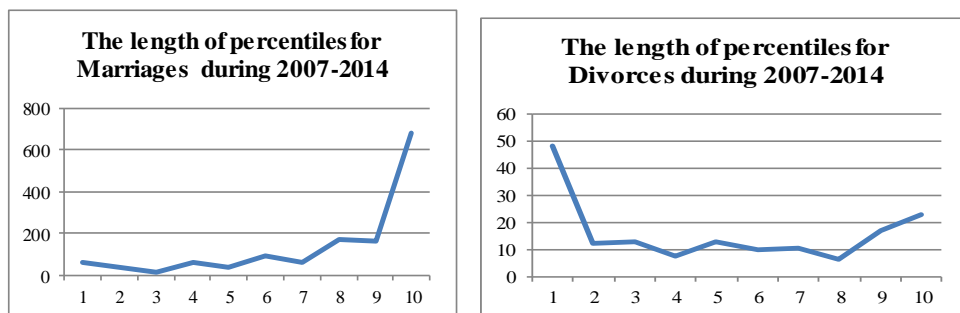 The length of percentiles for
Marriages during 2007-2014
800
600
400
200
0
1 2 3 4 5 6 7 8 9 10
The length of percentiles for
Divorces during 2007-2014
60
50
40
30
20
10
0
1 2 3 4 5 6 7 8 9 10